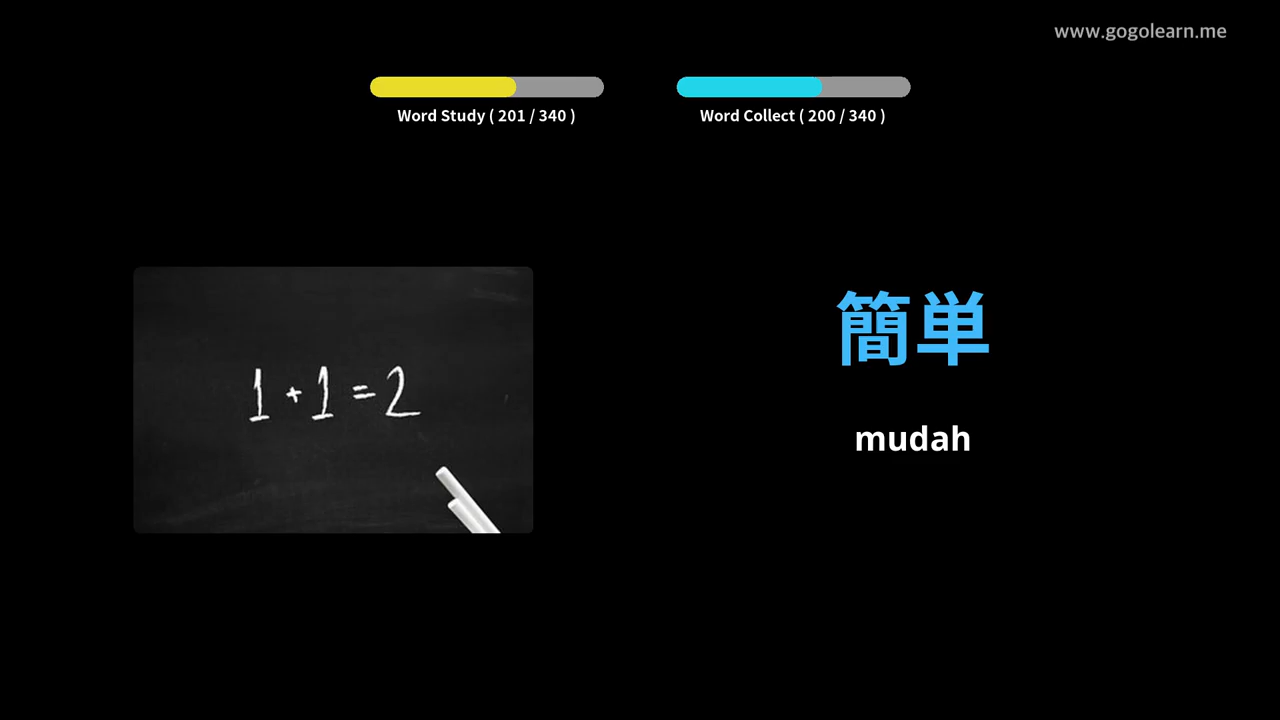 www.gogolearn.me
Word Study ( 201 / 340 )
Word Collect ( 200 / 340 )
1 + 1 = 2
簡単
mudah